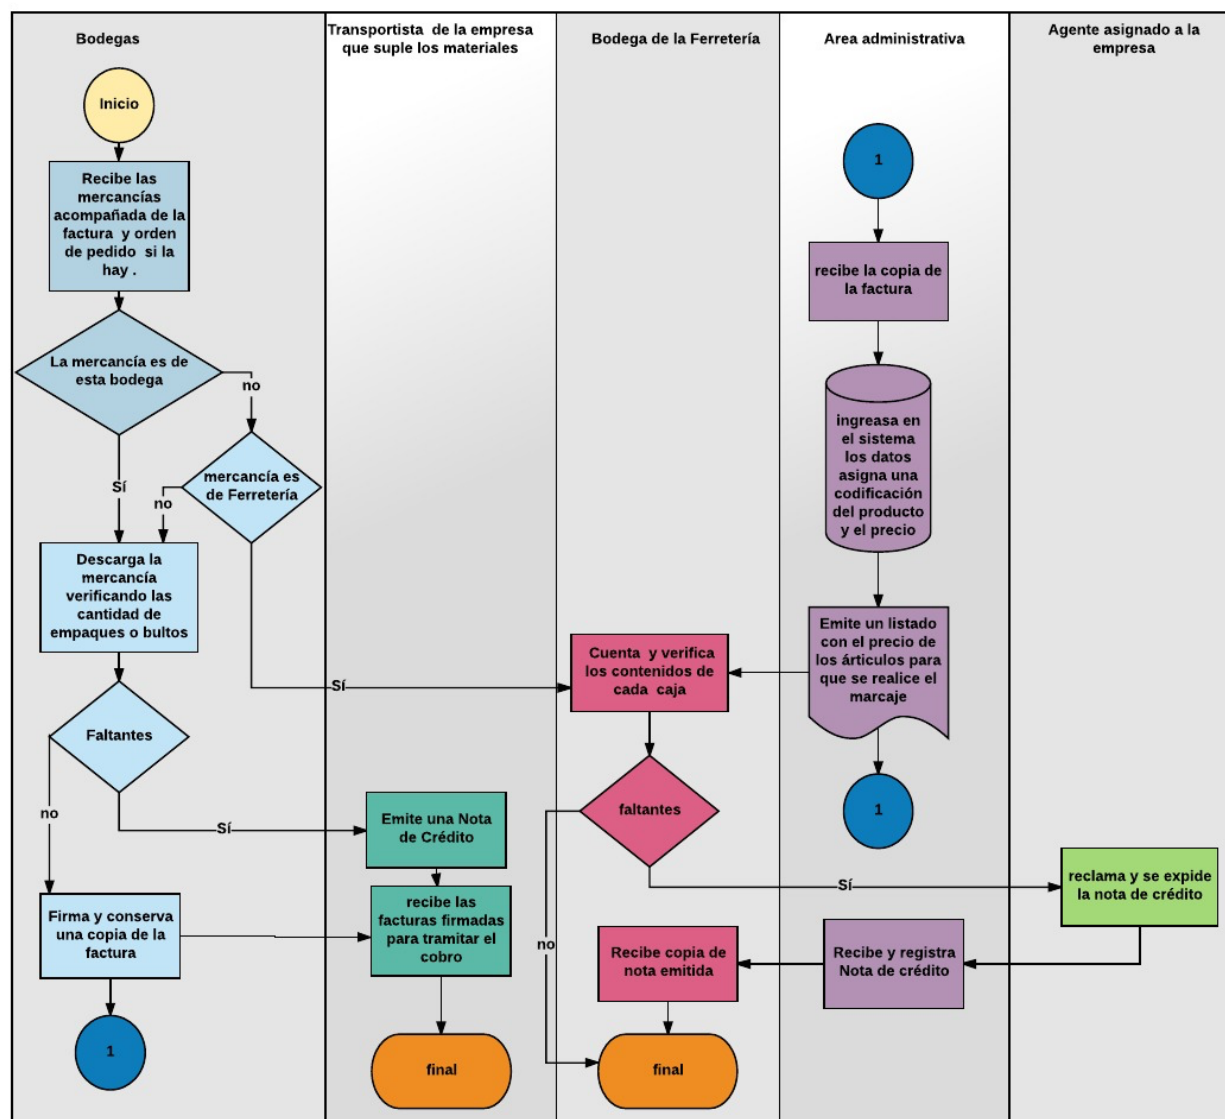 Bodegas
Transportista de la empresa
que suple los materiales
Bodega de la Ferretería
Area administrativa
Agente asignado a la
empresa
Inicio
Recibe las
mercancías
acompañada de la
factura y orden
de pedido si la
hay .
La mercancía es de
esta bodega
no
Sí
mercancía es
de Ferretería
no
Sí
Descarga la
mercancía
verificando las
cantidad de
empaques o bultos
Faltantes
no
Sí
Firma y conserva
una copia de la
factura
1
Emite una Nota
de Crédito
recibe las
facturas firmadas
para tramitar el
cobro
final
Cuenta y verifica
los contenidos de
cada caja
faltantes
no
Sí
Recibe copia de
nota emitida
final
1
recibe la copia de
la factura
ingreasa en
el sistema
los datos
asigna una
codificación
del producto
y el precio
Emite un listado
con el precio de
los árticulos para
que se realice el
marcaje
1
Recibe y registra
Nota de crédito
reclama y se expide
la nota de crédito